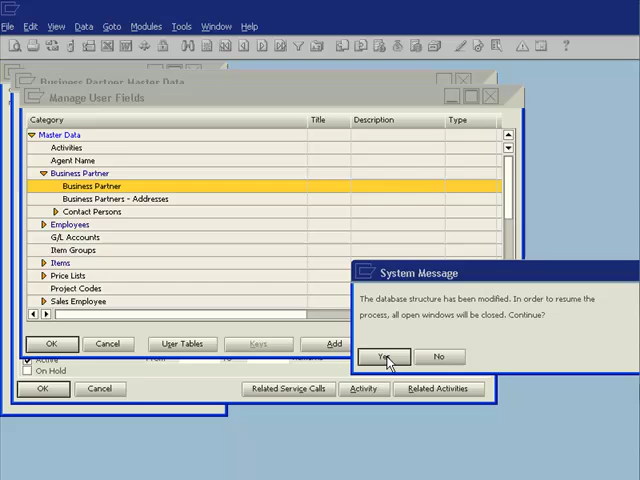 File Edit View Data Goto Modules Tools Window Help
Business Partner Master Data
Manage User Fields
Category Title Description Type
Master Data
Activities
Agent Name
Business Partner
Business Partner
Business Partners - Addresses
Contact Persons
Employees
G/L Accounts
Item Groups
Items
Price Lists
Project Codes
Sales Employee
OK Cancel User Tables Keys Add
System Message
The database structure has been modified. In order to resume the
process, all open windows will be closed. Continue?
Yes No
Active From To
On Hold
OK Cancel Related Service Calls Activity Related Activities